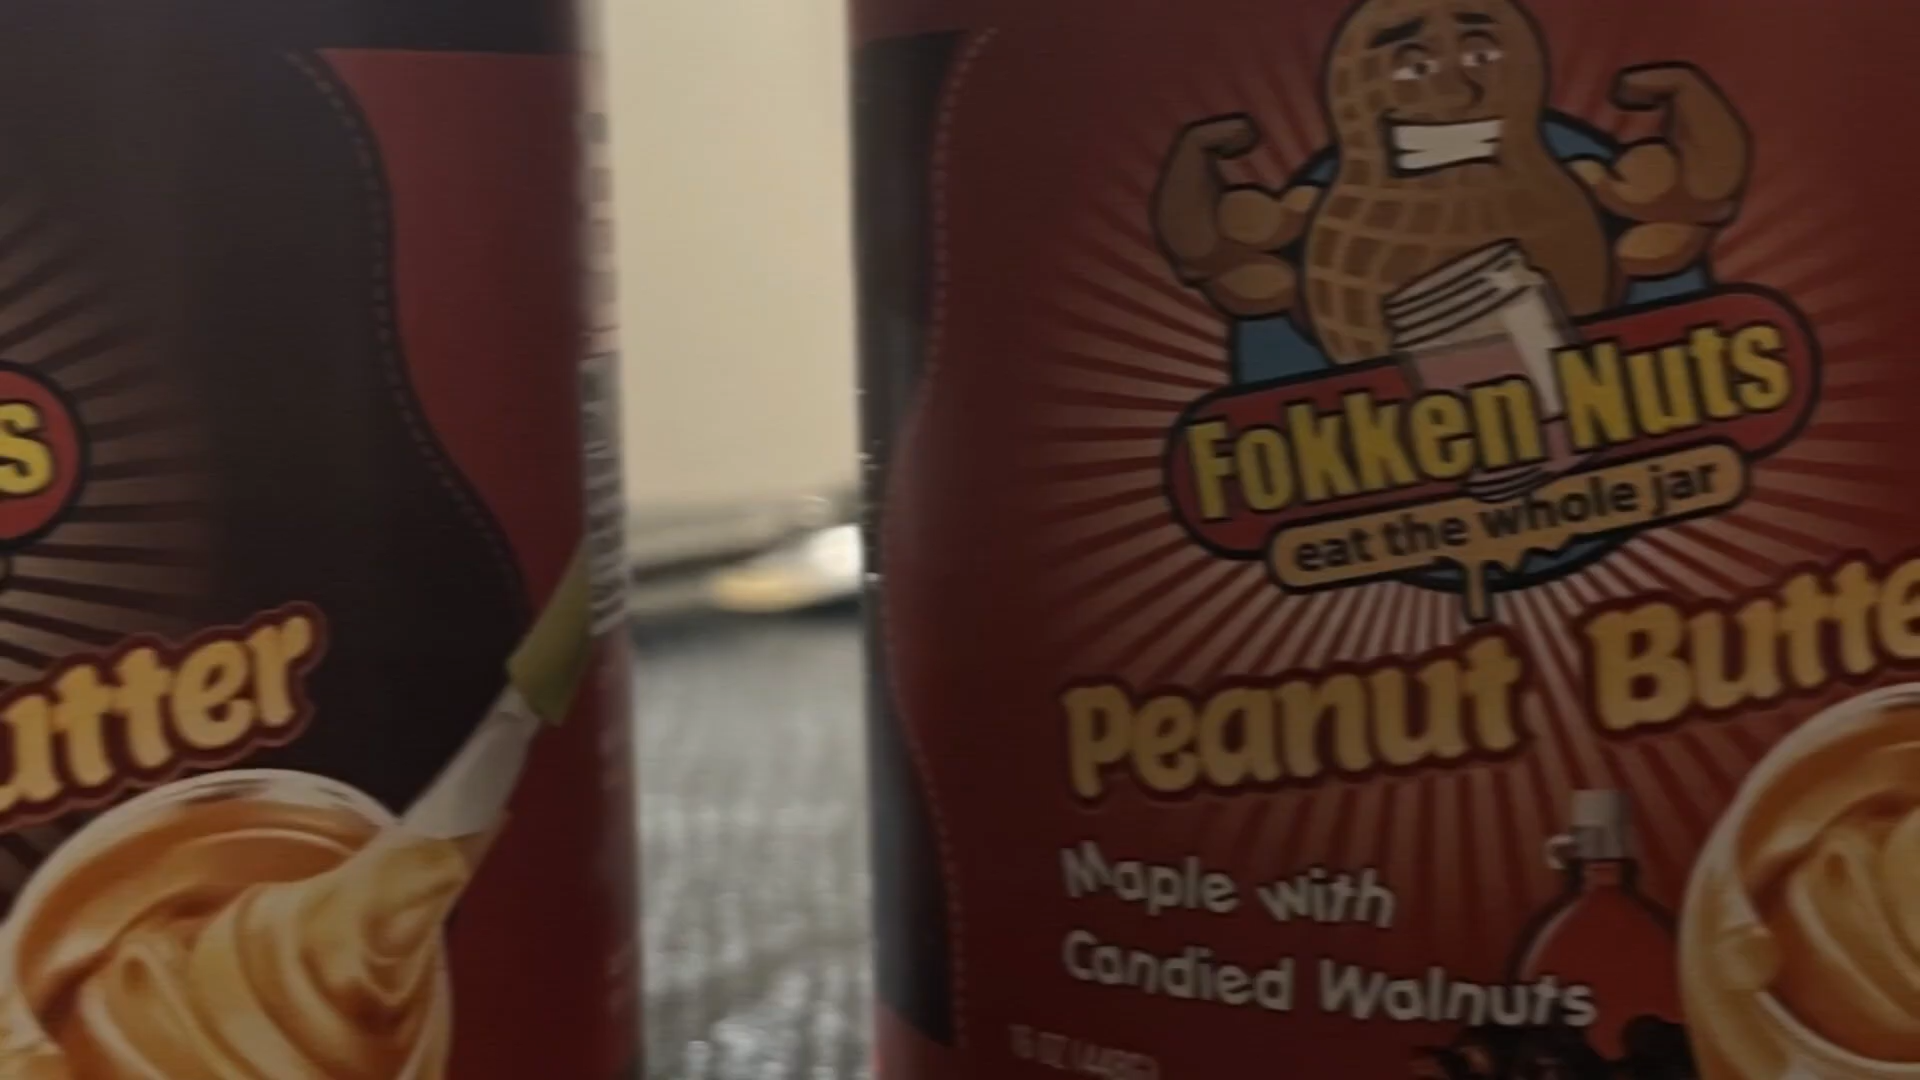 s
utter
Fokken Nuts
eat the whole jar
Peanut Butte
Maple with
Candied Walnuts